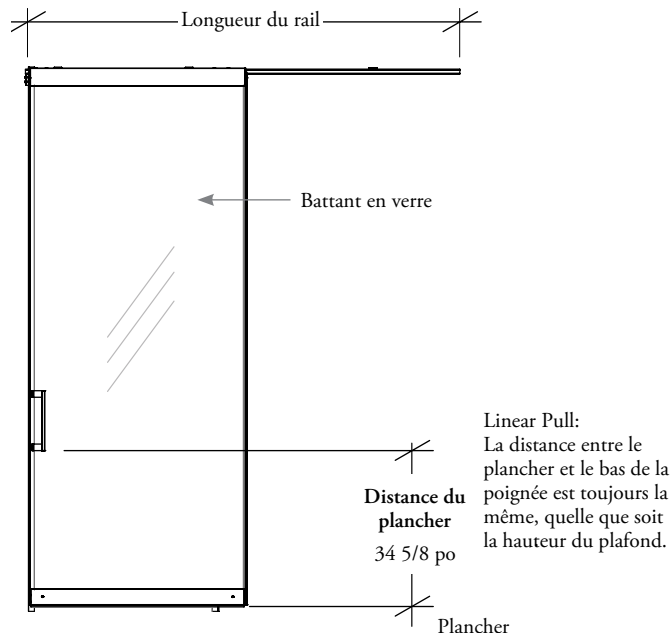 Longueur du rail
Battant en verre
Linear Pull:
La distance entre le
plancher et le bas de la
poignée est toujours la
même, quelle que soit
la hauteur du plafond.
Distance du
plancher
34 5/8 po
Plancher